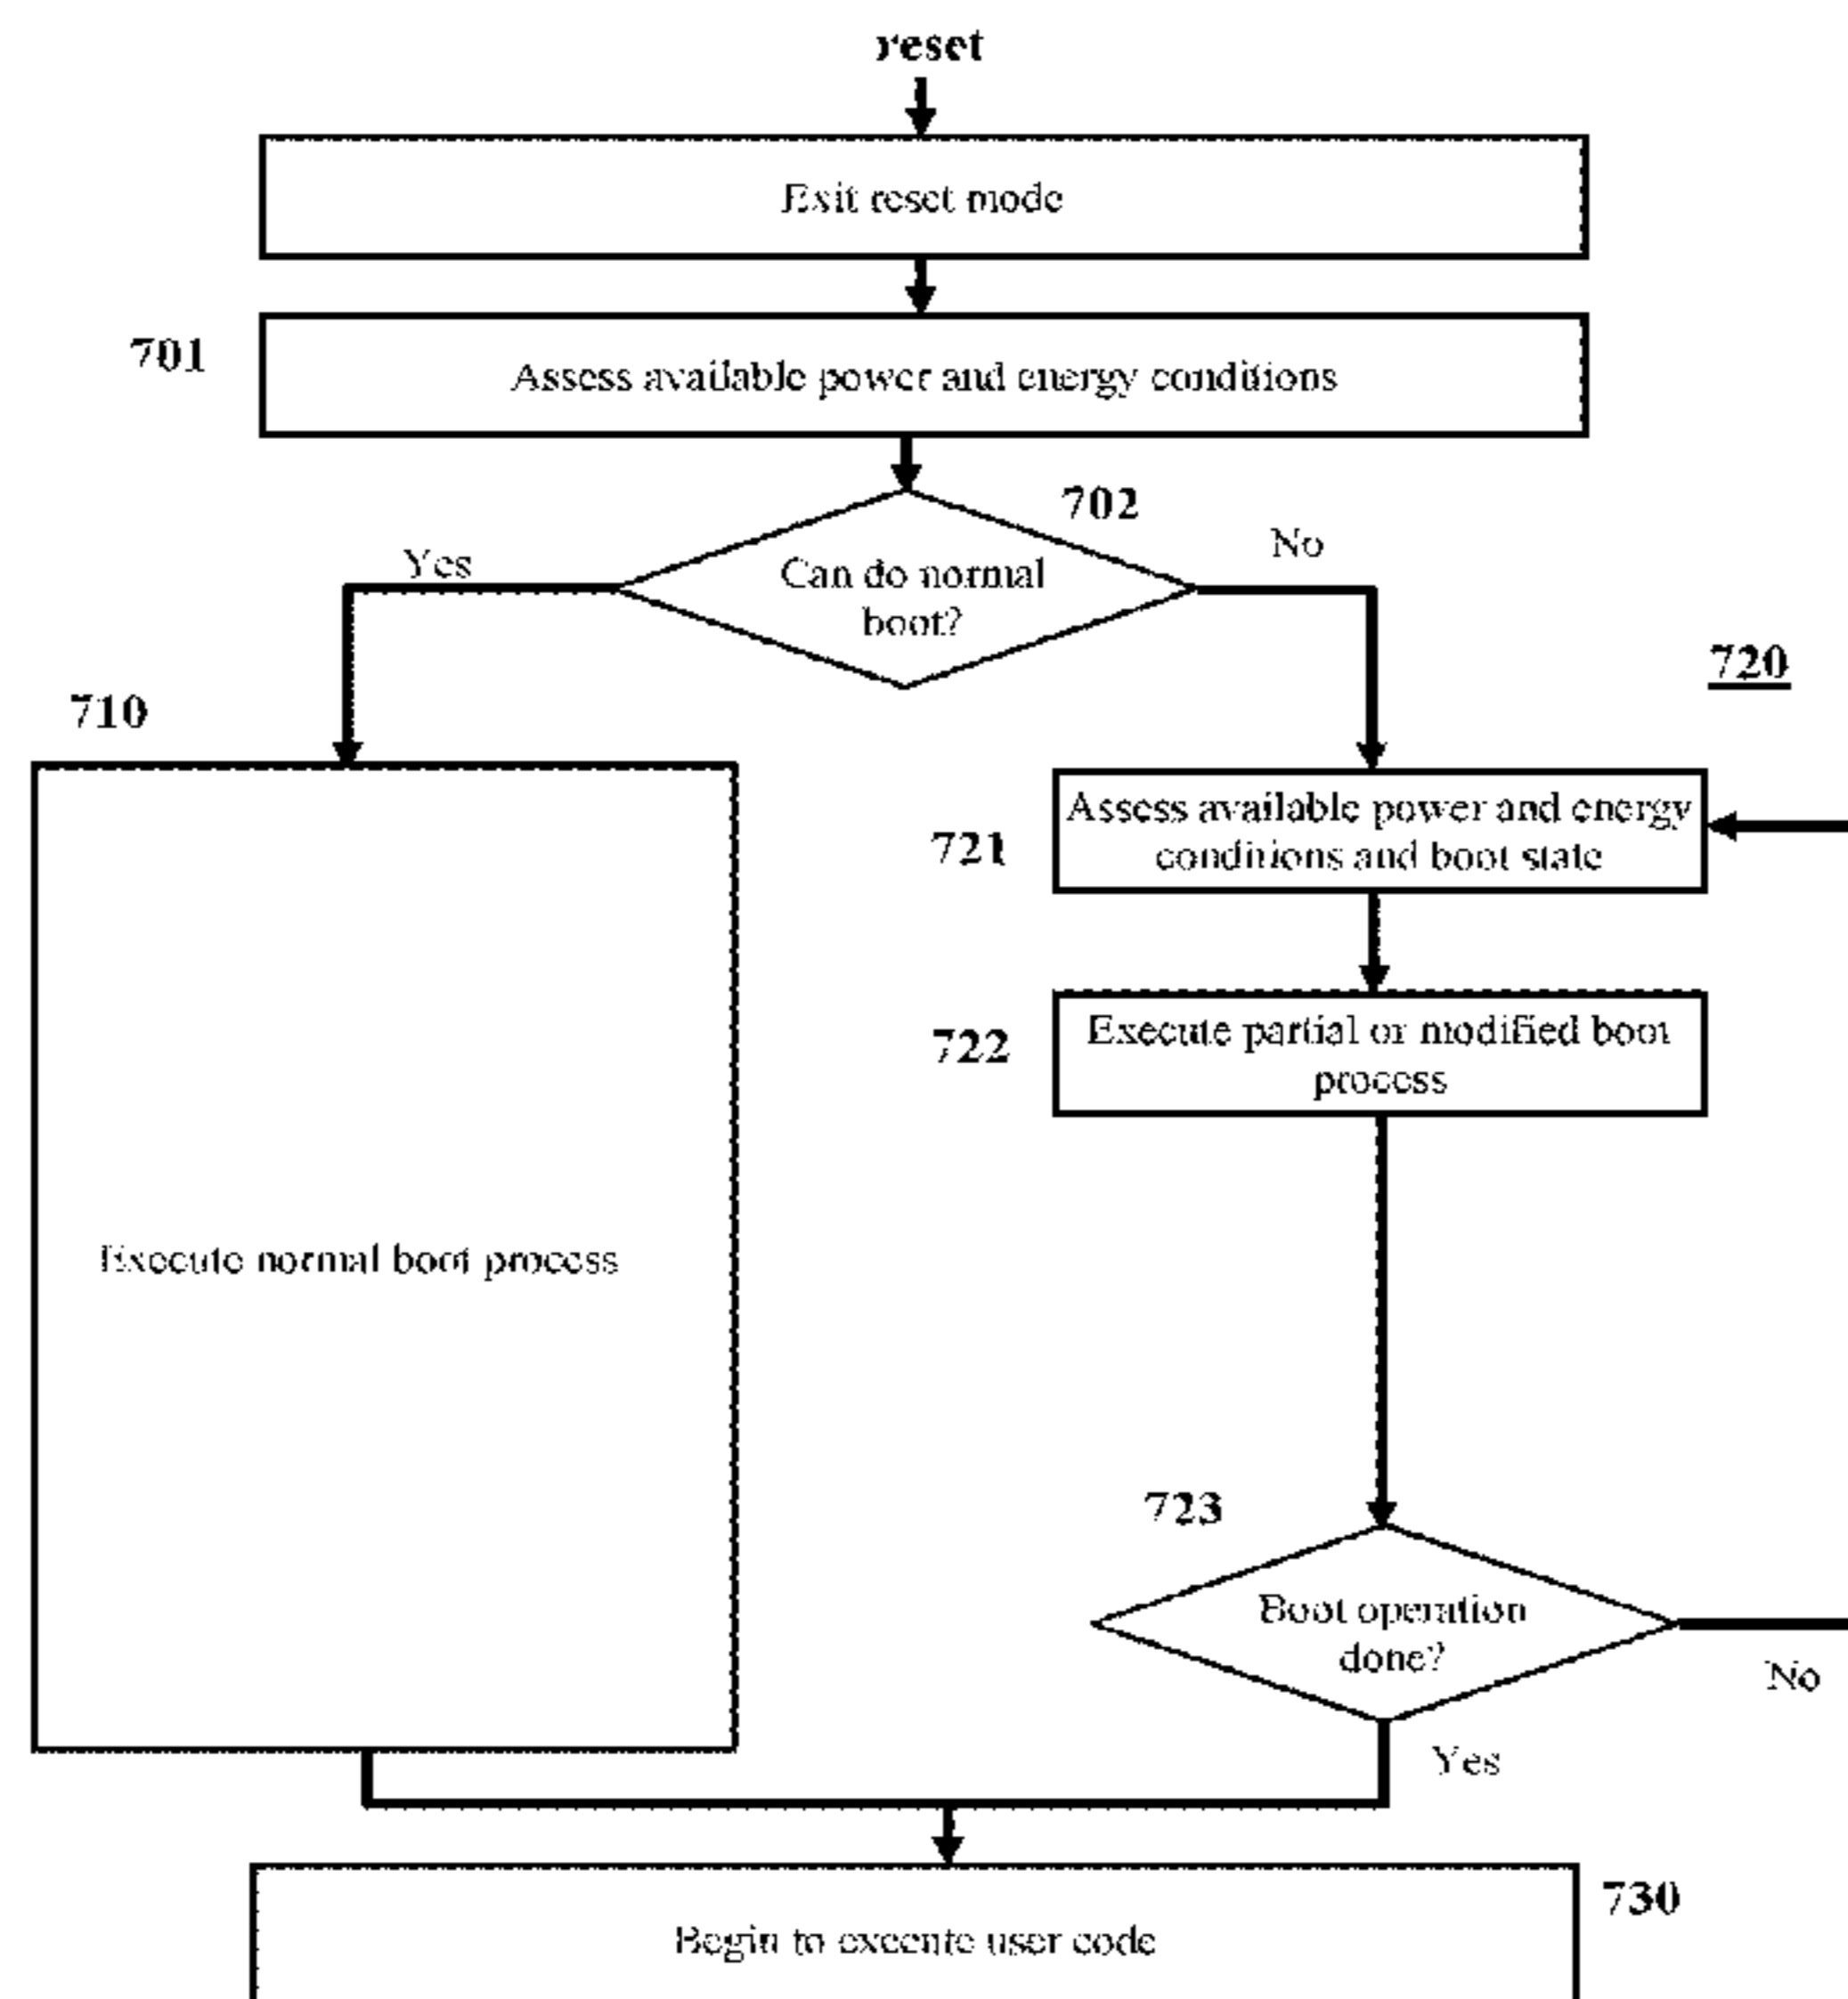 reset
Exit reset mode
701
Assess available power and energy conditions
702
Yes
No
Can do normal
boot?
720
710
Assess available power and energy
conditions and boot state
721
Execute partial or modified boot
process
722
Execute normal boot process
723
Boot operation
done?
No
Yes
730
Begin to execute user code